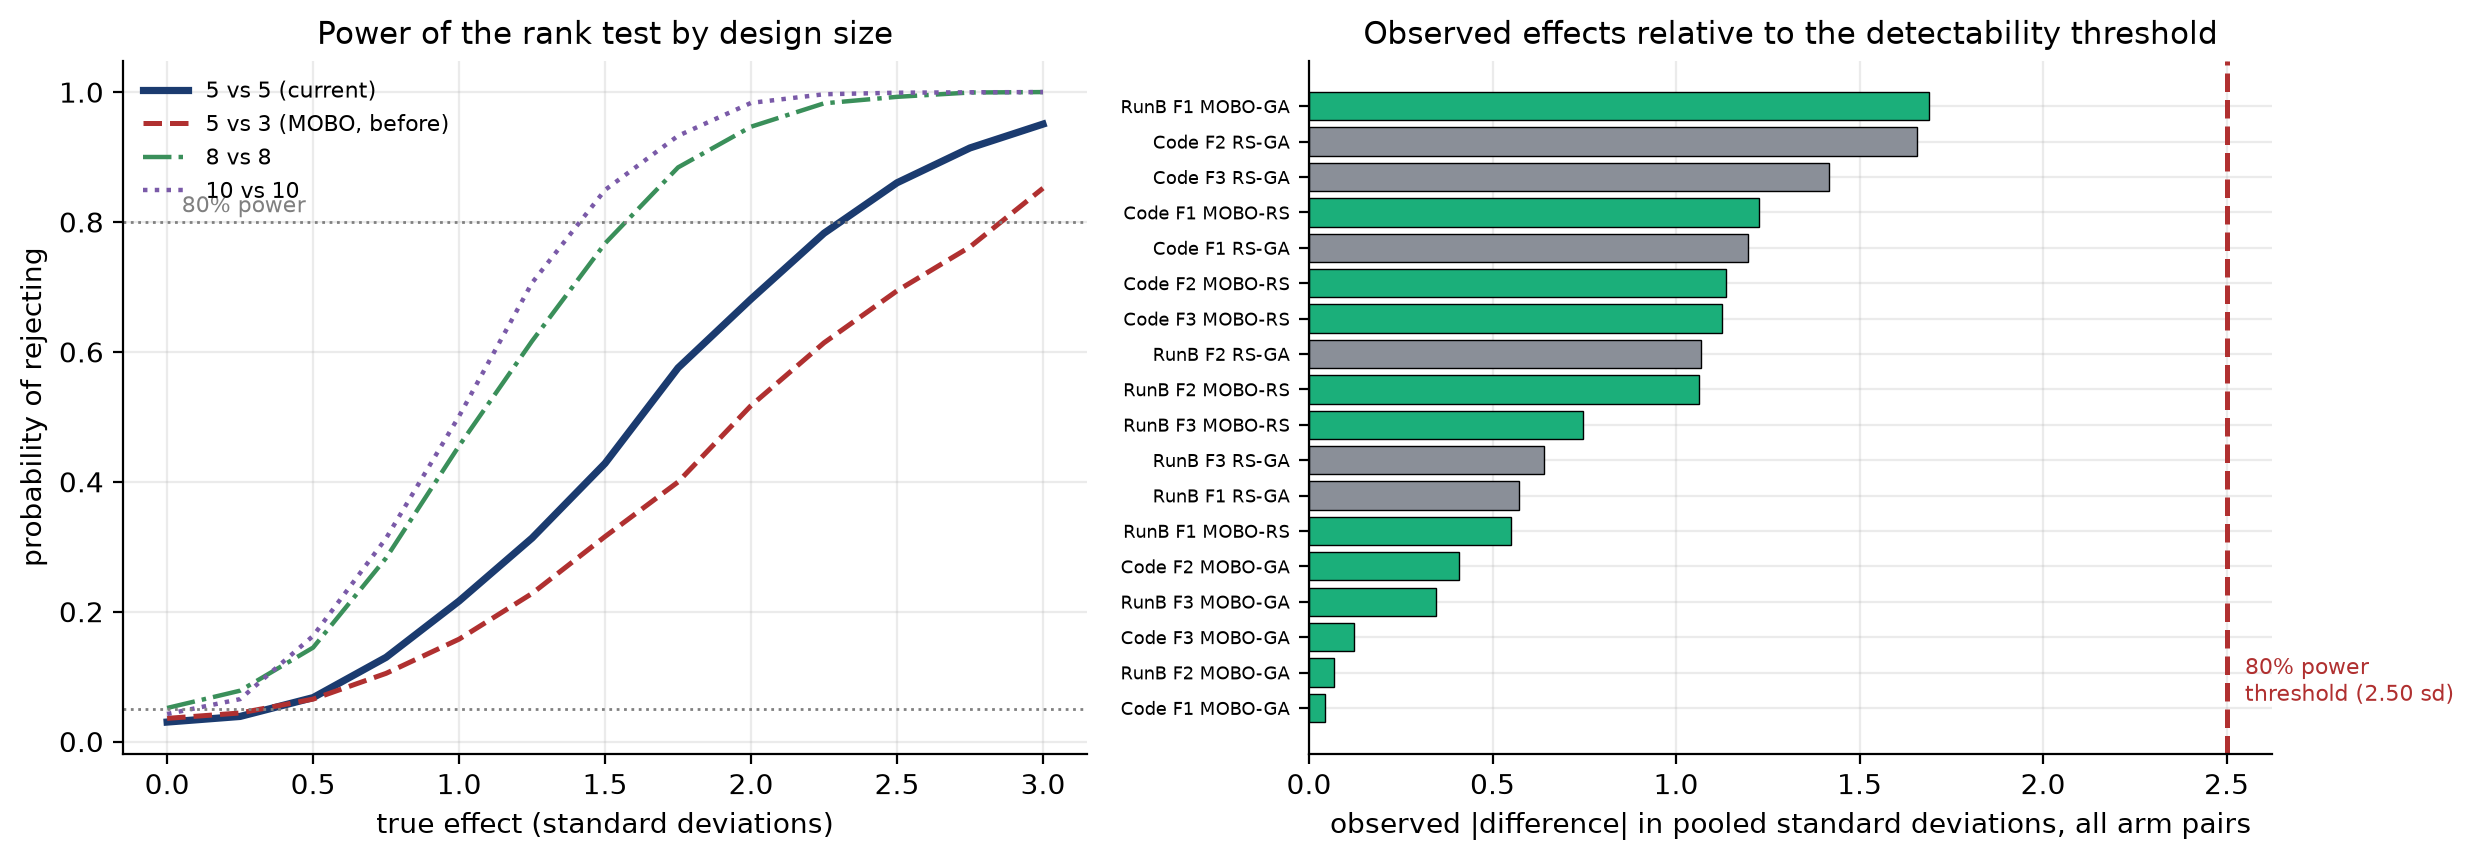 Power of the rank test by design size
5 vs 5 (current)
5 vs 3 (MOBO, before)
8 vs 8
10 vs 10
80% power
1.0
0.8
0.6
0.4
0.2
0.0
probability of rejecting
0.0 0.5 1.0 1.5 2.0 2.5 3.0
true effect (standard deviations)
Observed effects relative to the detectability threshold
RunB F1 MOBO-GA
Code F2 RS-GA
Code F3 RS-GA
Code F1 MOBO-RS
Code F1 RS-GA
Code F2 MOBO-RS
Code F3 MOBO-RS
RunB F2 RS-GA
RunB F2 MOBO-RS
RunB F3 MOBO-RS
RunB F3 RS-GA
RunB F1 RS-GA
RunB F1 MOBO-RS
Code F2 MOBO-GA
RunB F3 MOBO-GA
Code F3 MOBO-GA
RunB F2 MOBO-GA
Code F1 MOBO-GA
80% power
threshold (2.50 sd)
0.0 0.5 1.0 1.5 2.0 2.5
observed |difference| in pooled standard deviations, all arm pairs